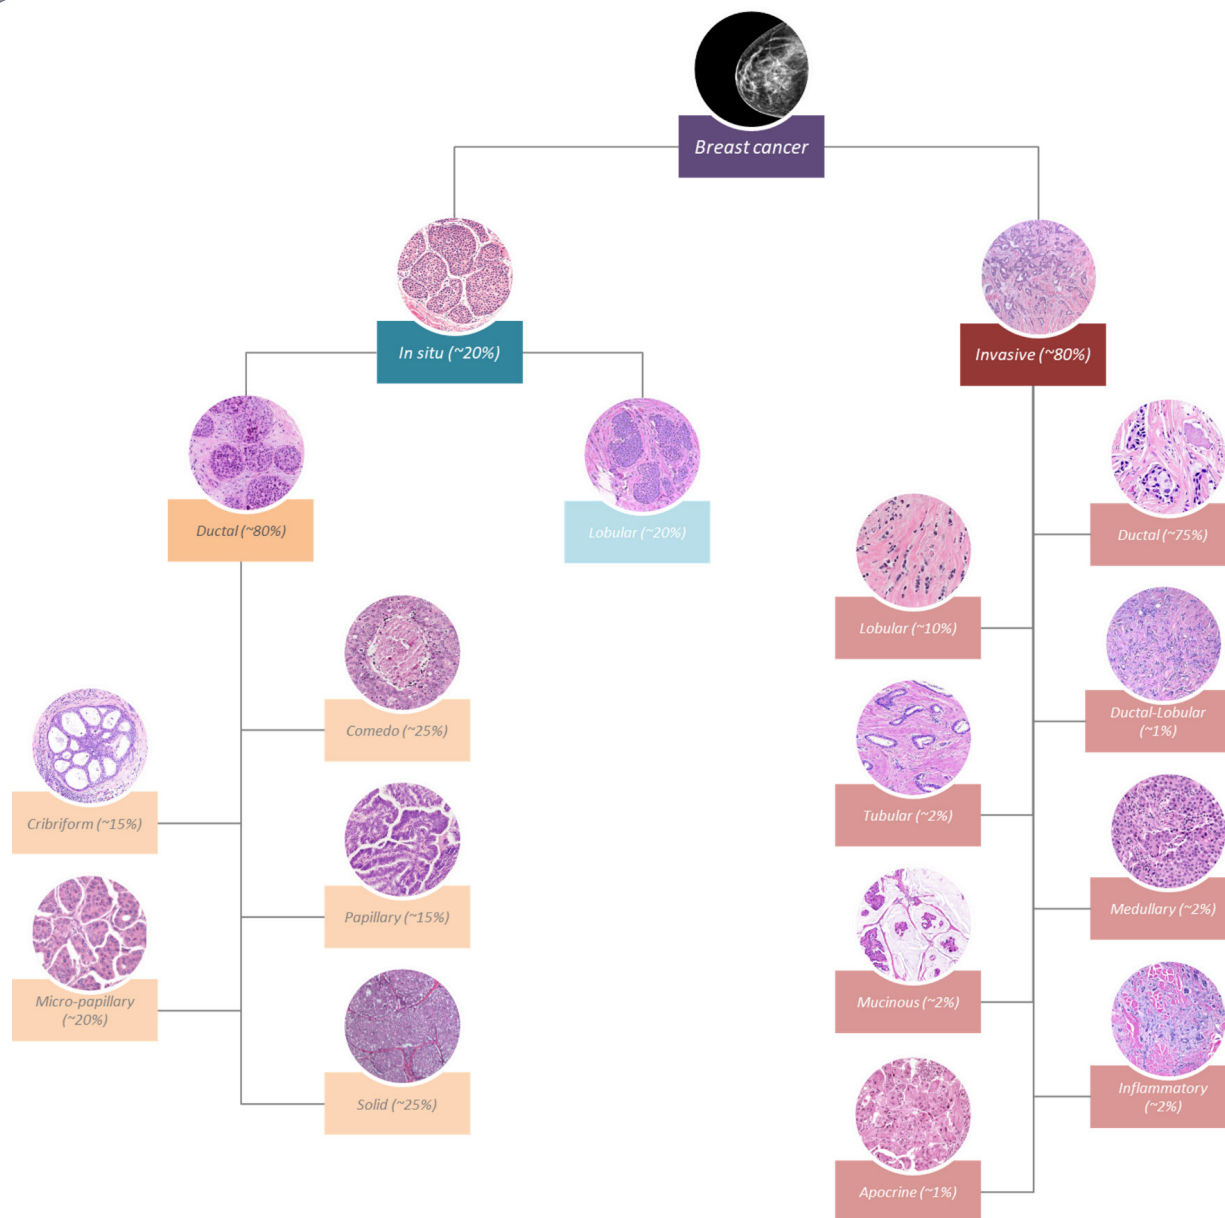 Breast cancer
In situ (~20%)
Invasive (~80%)
Ductal (~80%)
Lobular (~20%)
Ductal (~75%)
Lobular (~10%)
Ductal-Lobular
(~1%)
Comedo (~25%)
Cribriform (~15%)
Tubular (~2%)
Papillary (~15%)
Medullary (~2%)
Micro-papillary
(~20%)
Mucinous (~2%)
Solid (~25%)
Inflammatory
(~2%)
Apocrine (~1%)